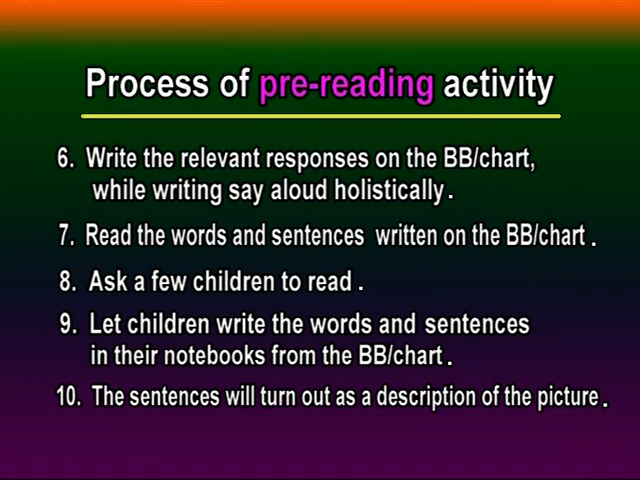 Process of pre-reading activity
6. Write the relevant responses on the BB/chart,
while writing say aloud holistically.
7. Read the words and sentences written on the BB/chart.
8. Ask a few children to read.
9. Let children write the words and sentences
in their notebooks from the BB/chart.
10. The sentences will turn out as a description of the picture.